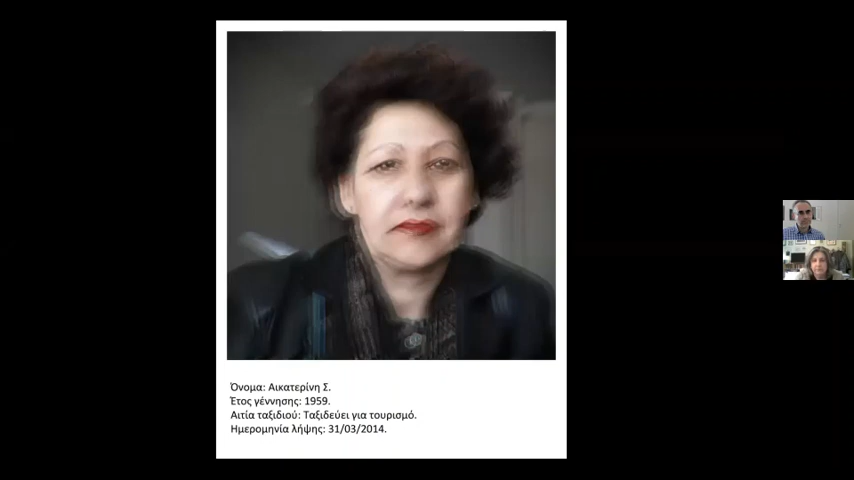 Όνομα: Αικατερίνη Σ.
Έτος γέννησης: 1959.
Αιτία ταξιδιού: Ταξιδεύει για τουρισμό.
Ημερομηνία λήψης: 31/03/2014.